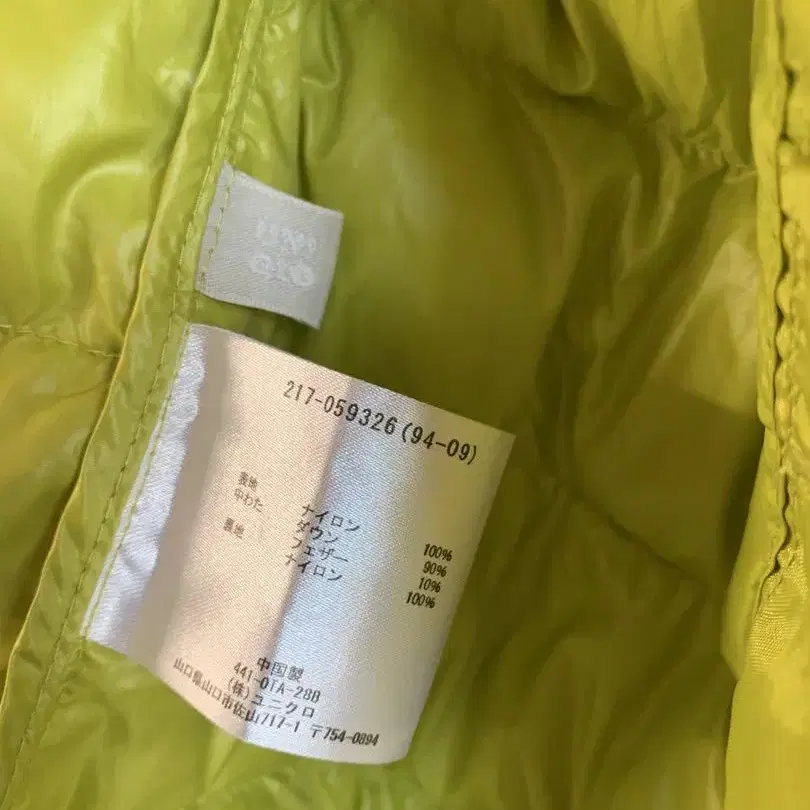 217-059326(94-09)
表地 ナイロン 100%
中わた ダウン 90%
フェザー 10%
裏地 ナイロン 100%
中国製
441-OTA-28B
(株)ユニクロ
山口県山口市佐山717-1 〒754-0894